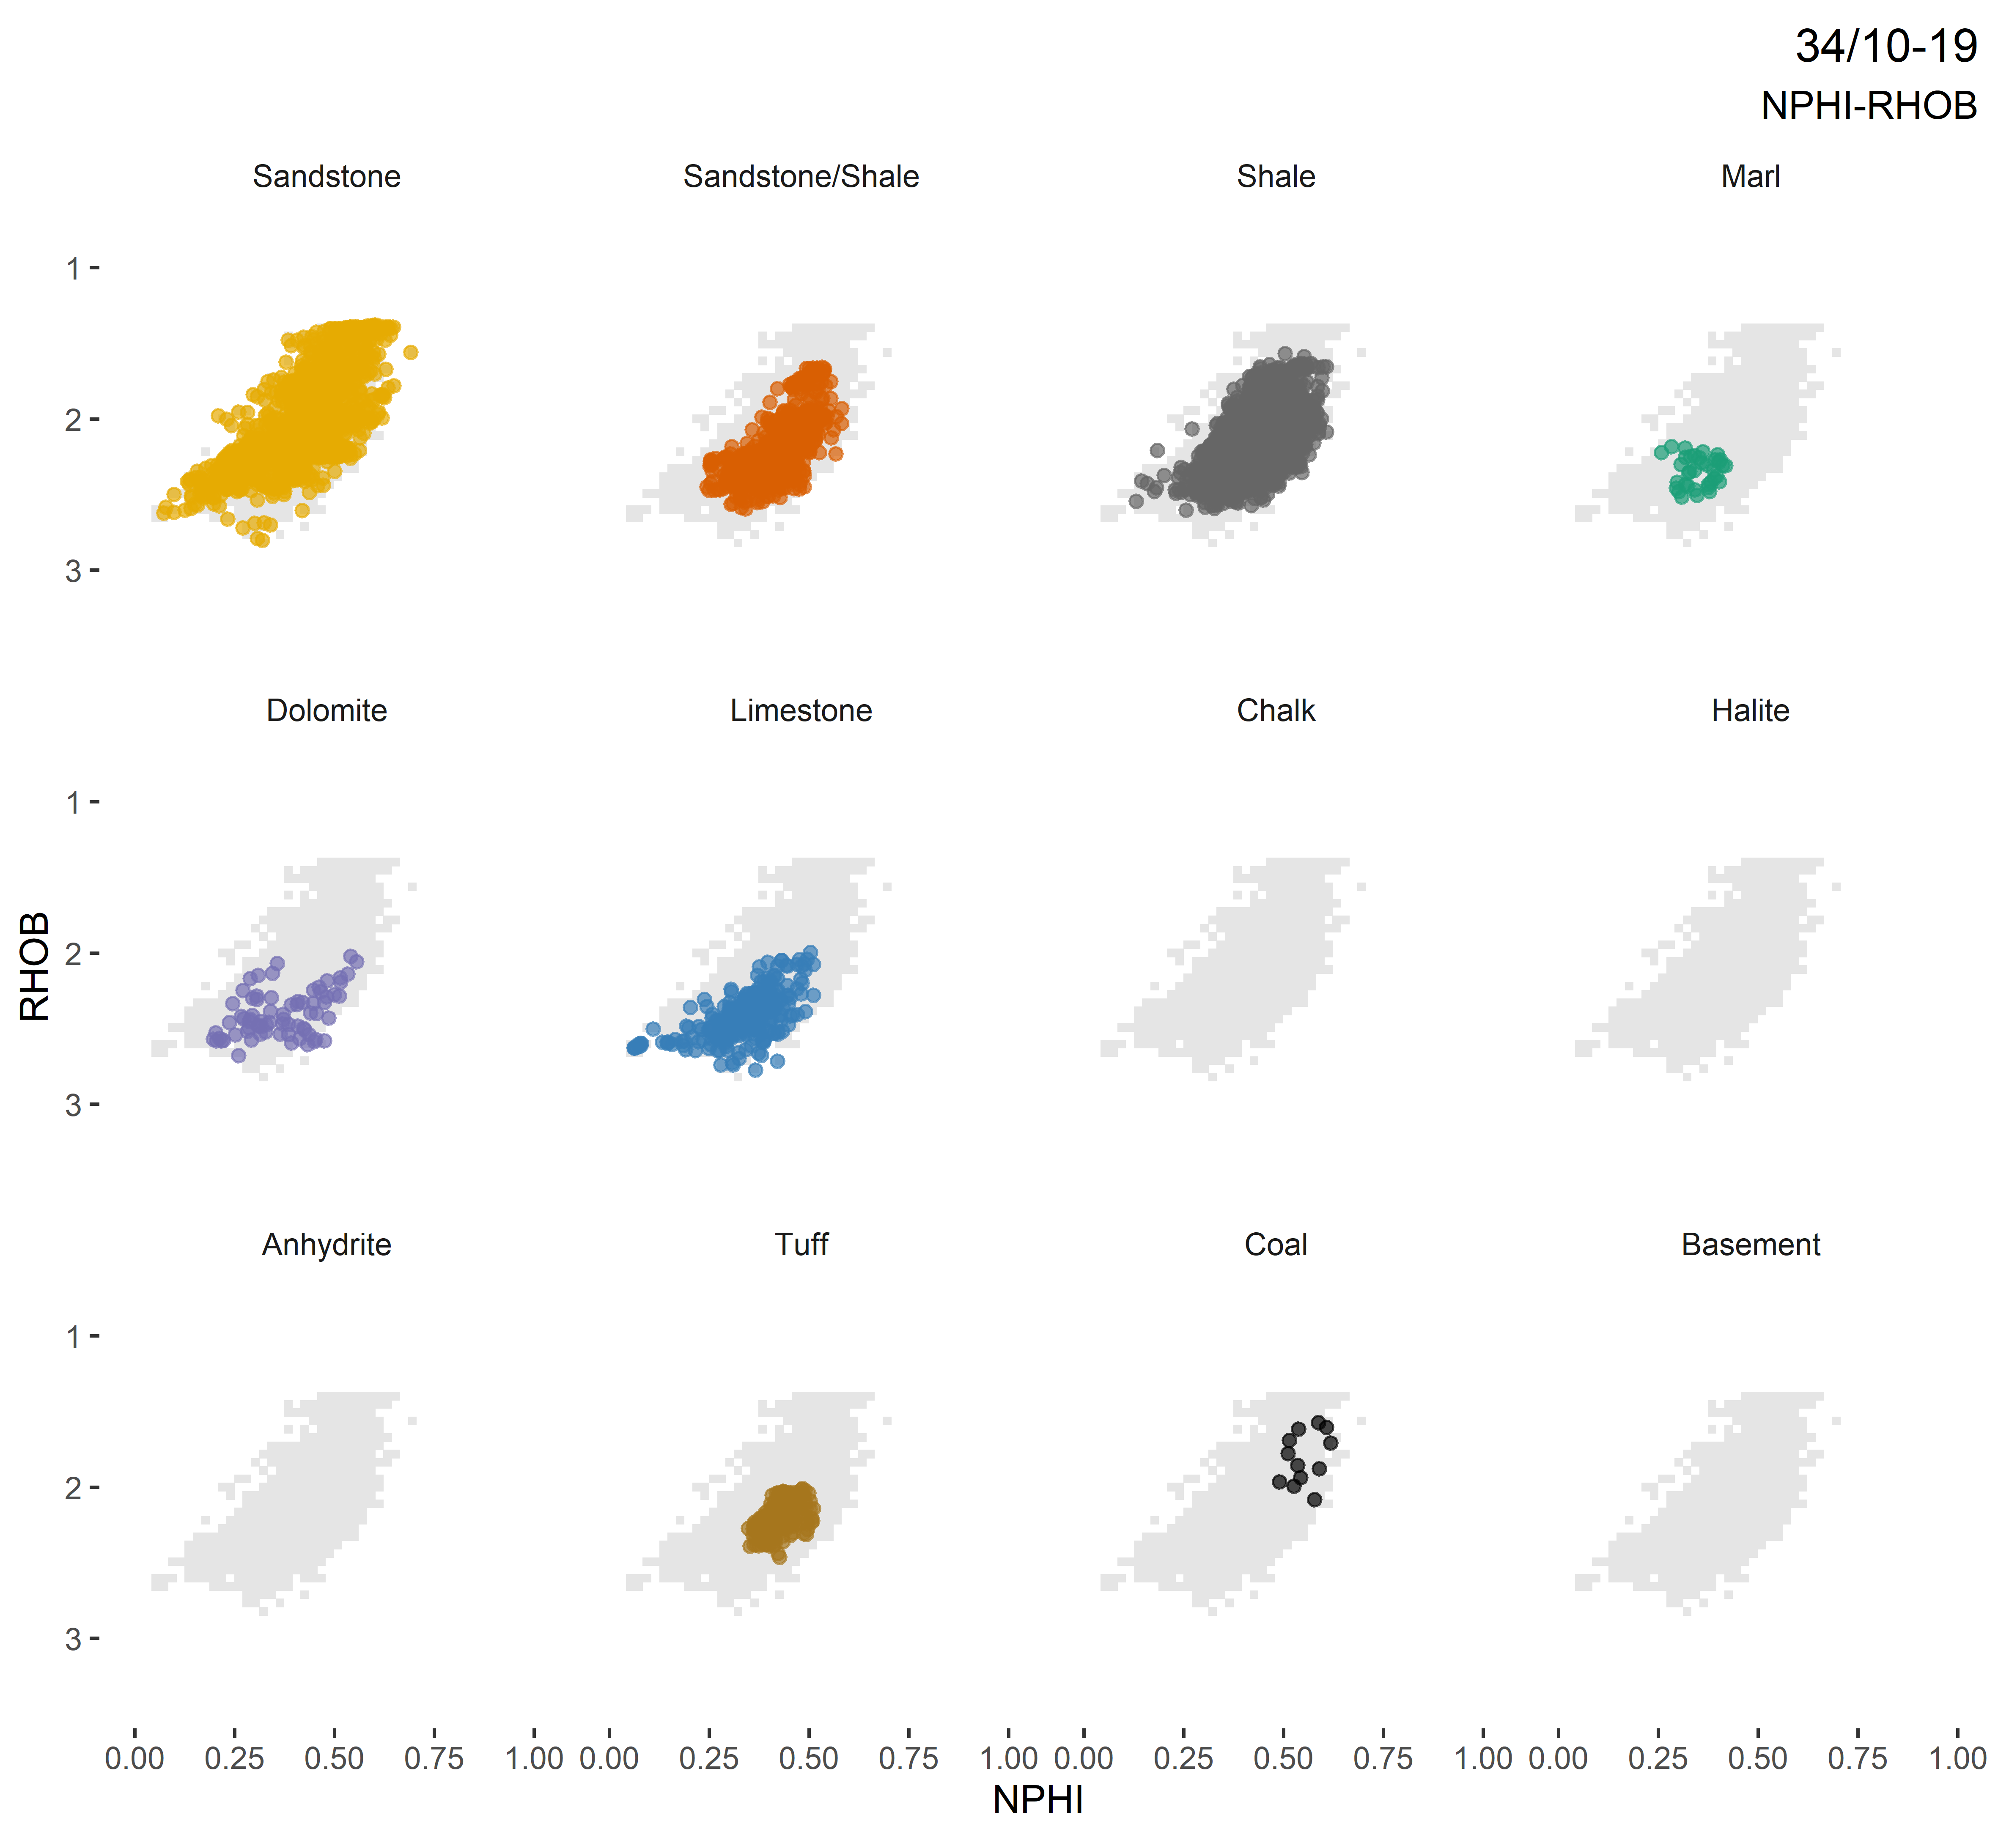 34/10-19
NPHI-RHOB
Sandstone Sandstone/Shale Shale Marl
1
2
3
Dolomite Limestone Chalk Halite
1
2
3
RHOB
Anhydrite Tuff Coal Basement
1
2
3
0.00 0.25 0.50 0.75 1.00 0.00 0.25 0.50 0.75 1.00 0.00 0.25 0.50 0.75 1.00 0.00 0.25 0.50 0.75 1.00
NPHI